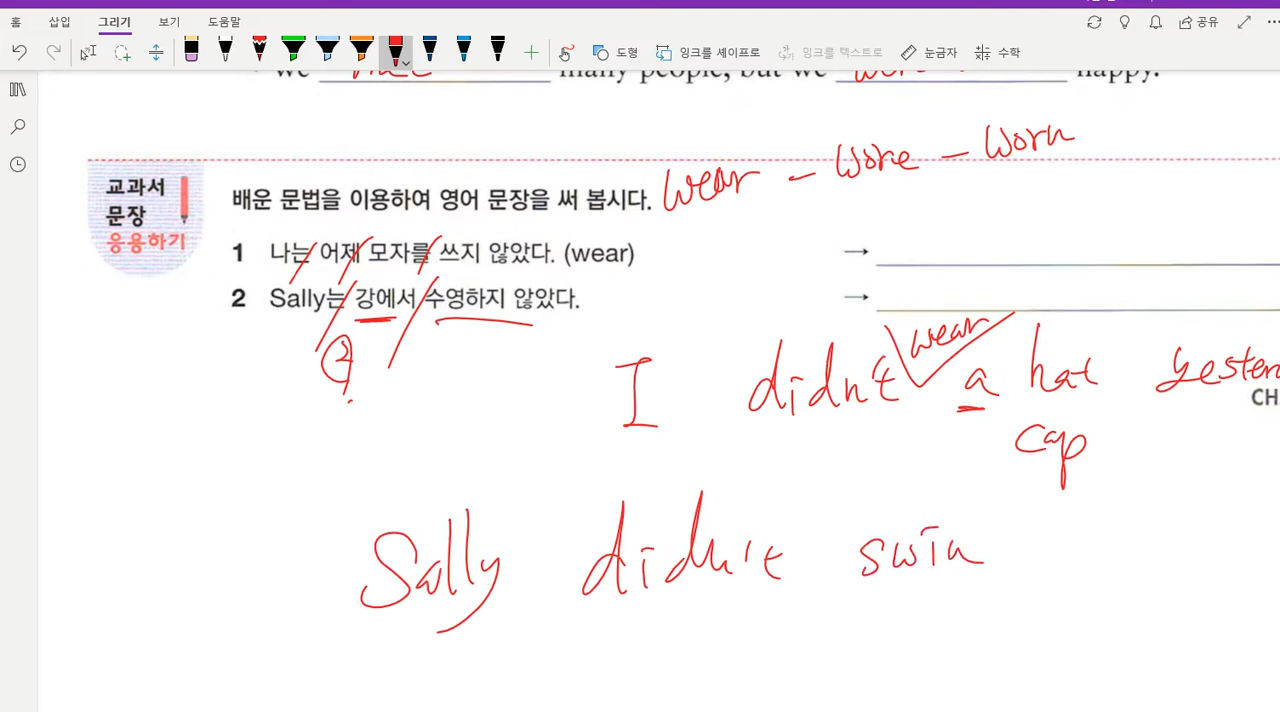 홈 삽입 그리기 보기 도움말 공유
도형 잉크를 셰이프로 잉크를 텍스트로 눈금자 수학
we many people, but we happy.
wear - wore - worn
교과서
문장
응용하기
배운 문법을 이용하여 영어 문장을 써 봅시다.
1 나는 어제 모자를 쓰지 않았다. (wear) →
2 Sally는 강에서 수영하지 않았다. →
wear
I didn't a hat yester
CH
cap
Sally didn't swim